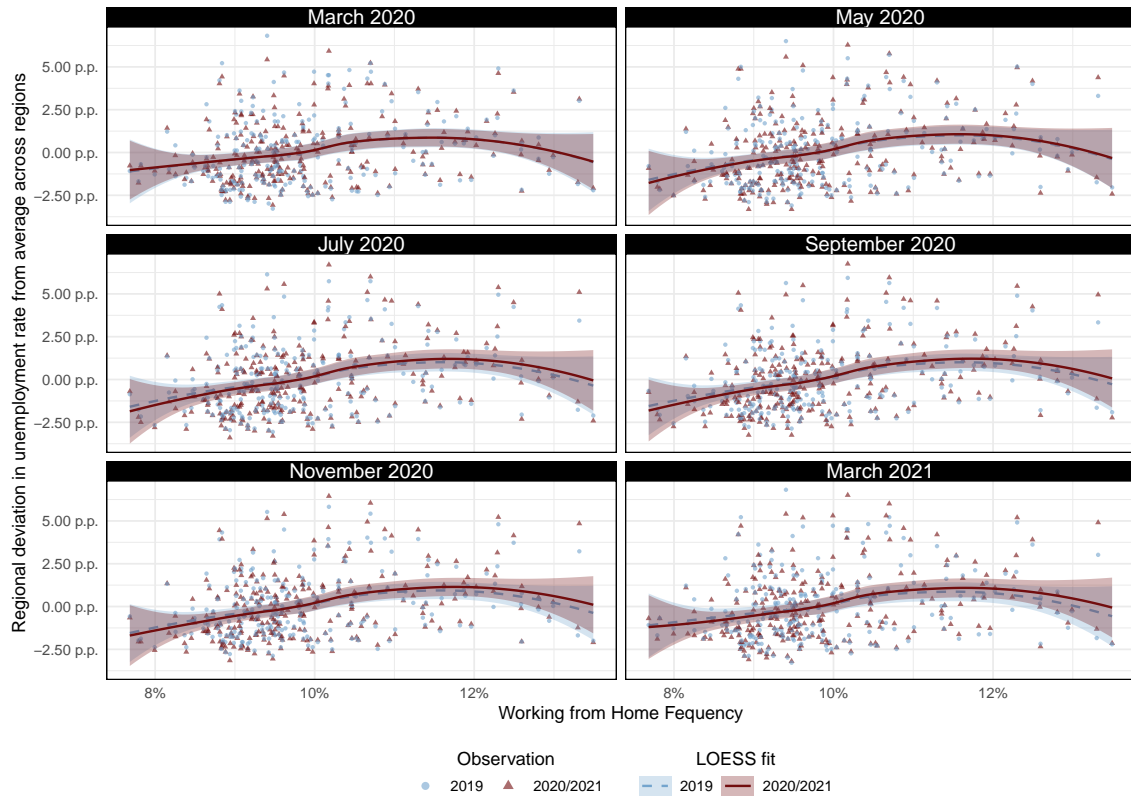 March 2020
May 2020
5.00 p.p.
2.50 p.p.
0.00 p.p.
−2.50 p.p.
July 2020
September 2020
5.00 p.p.
2.50 p.p.
0.00 p.p.
−2.50 p.p.
November 2020
March 2021
5.00 p.p.
2.50 p.p.
0.00 p.p.
−2.50 p.p.
8% 10% 12% 8% 10% 12%
Regional deviation in unemployment rate from average across regions
Working from Home Fequency
Observation LOESS fit
2019 2020/2021 2019 2020/2021